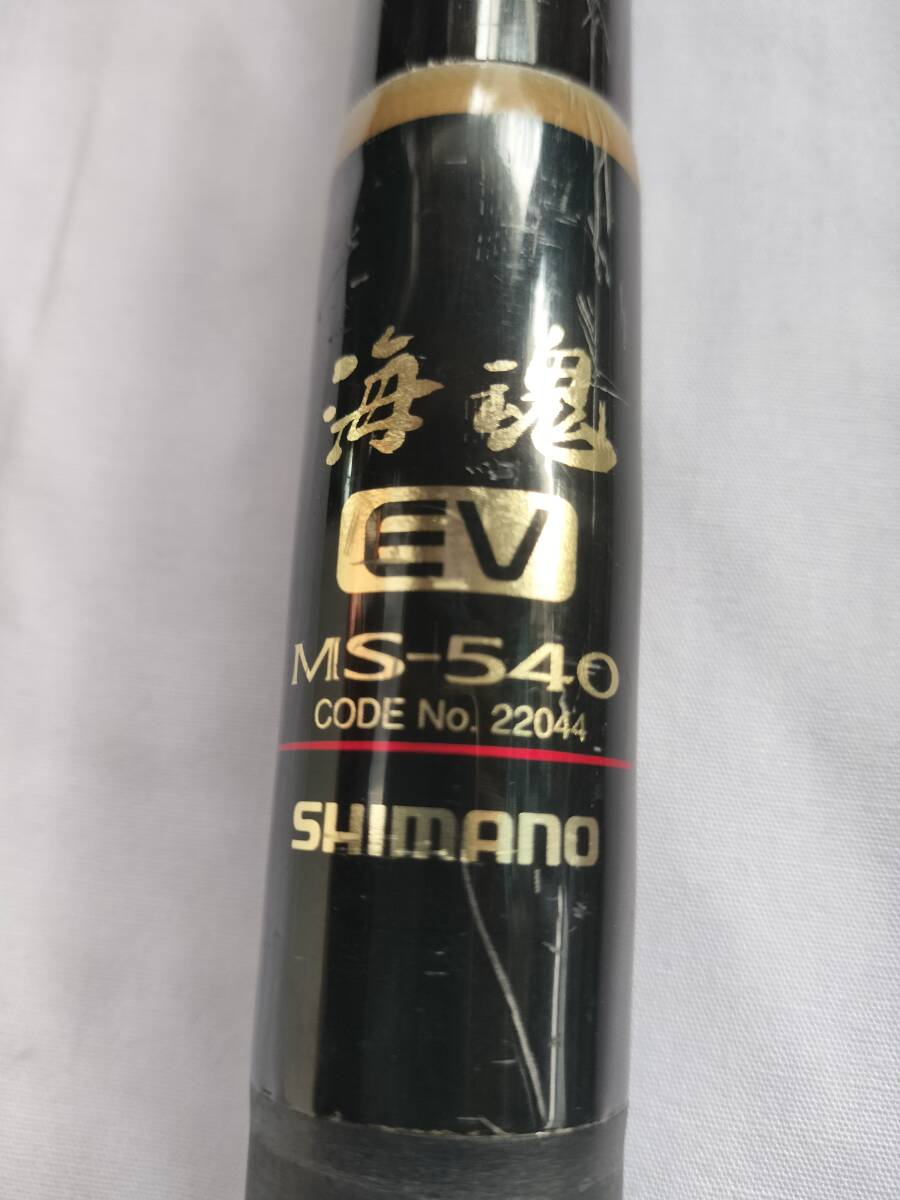 海魂
EV
MS-540
CODE No. 22044
SHIMANO